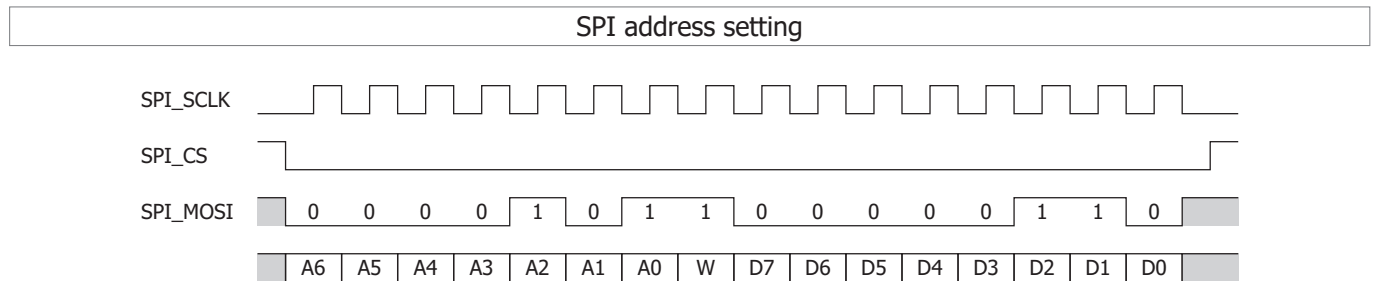 SPI address setting
SPI_SCLK
SPI_CS
SPI_MOSI 0 0 0 0 1 0 1 1 0 0 0 0 0 1 1 0
A6 A5 A4 A3 A2 A1 A0 W D7 D6 D5 D4 D3 D2 D1 D0